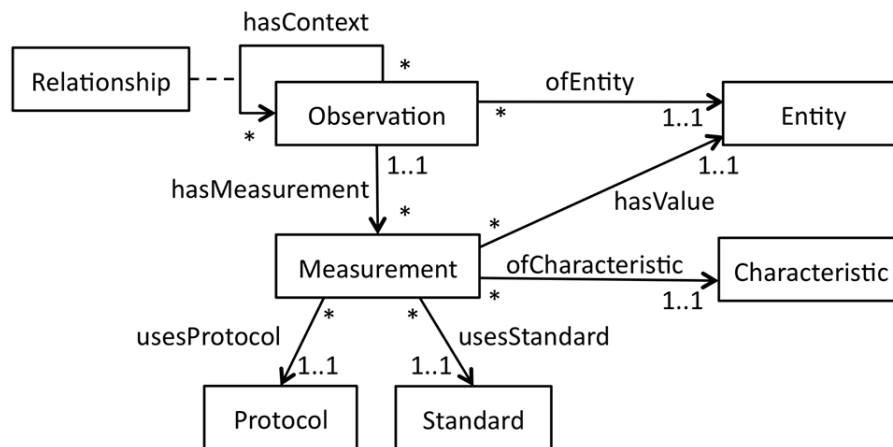 hasContext
Relationship
*
ofEntity
Observation
*
*
1..1
Entity
1..1
1..1
hasMeasurement
hasValue
*
*
Measurement
ofCharacteristic
Characteristic
*
1..1
*
*
usesProtocol
usesStandard
1..1
1..1
Protocol
Standard